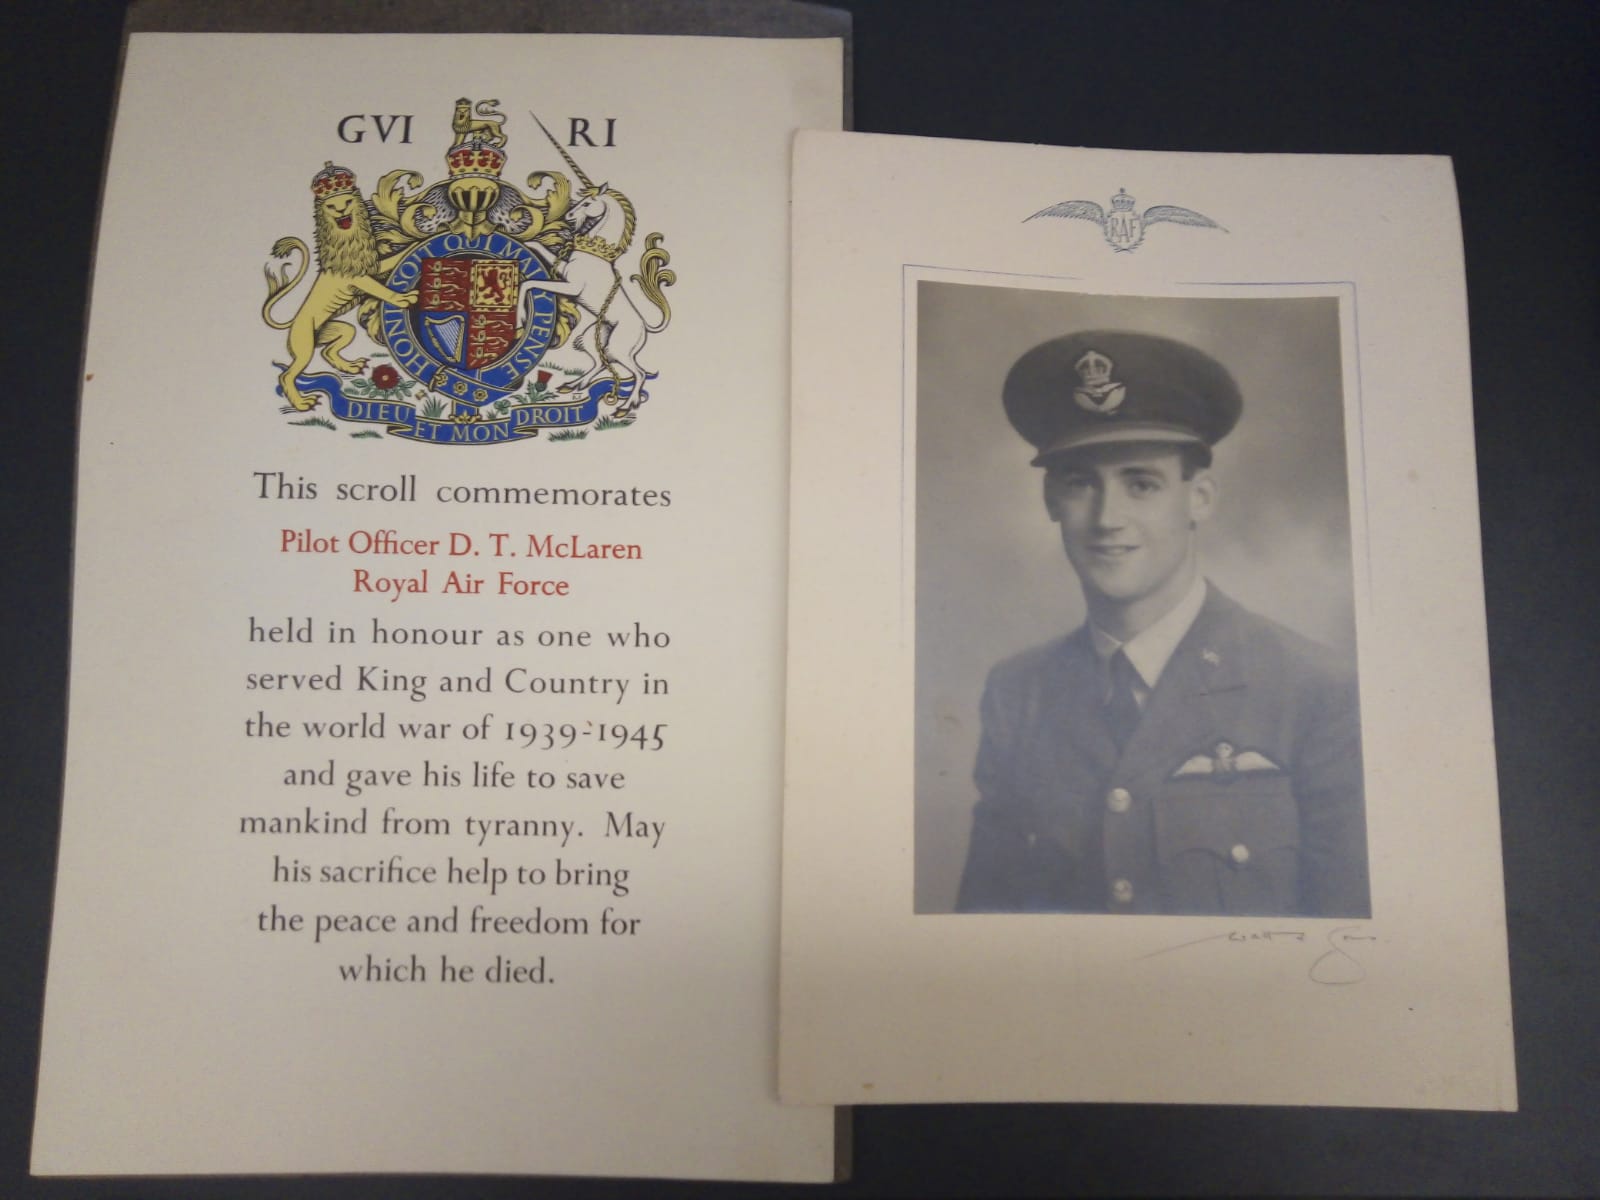 GVI RI
HONI SOIT QUI MAL Y PENSE
DIEU ET MON DROIT
This scroll commemorates
Pilot Officer D. T. McLaren
Royal Air Force
held in honour as one who
served King and Country in
the world war of 1939-1945
and gave his life to save
mankind from tyranny. May
his sacrifice help to bring
the peace and freedom for
which he died.
RAF